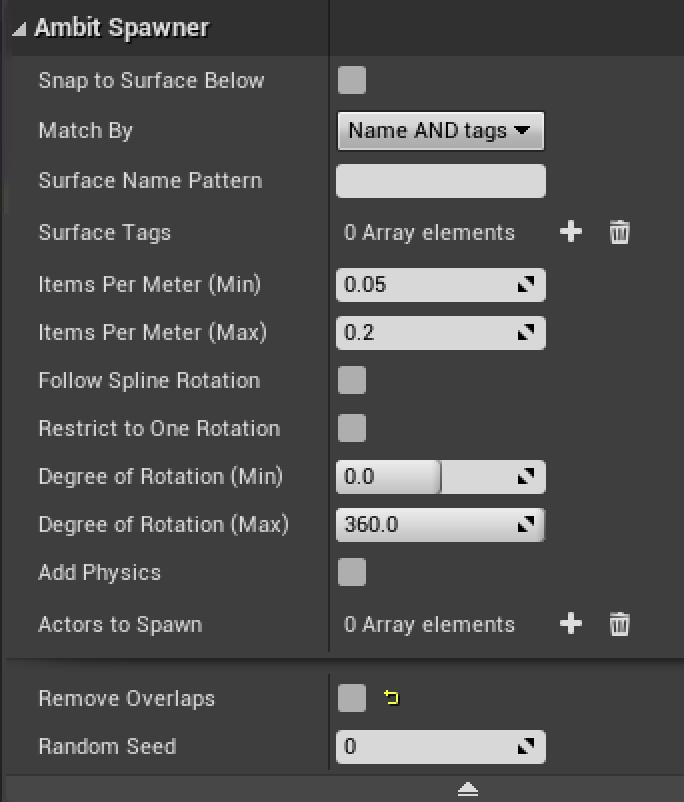 Ambit Spawner
Snap to Surface Below
Match By Name AND tags
Surface Name Pattern
Surface Tags 0 Array elements
Items Per Meter (Min) 0.05
Items Per Meter (Max) 0.2
Follow Spline Rotation
Restrict to One Rotation
Degree of Rotation (Min) 0.0
Degree of Rotation (Max) 360.0
Add Physics
Actors to Spawn 0 Array elements
Remove Overlaps
Random Seed 0